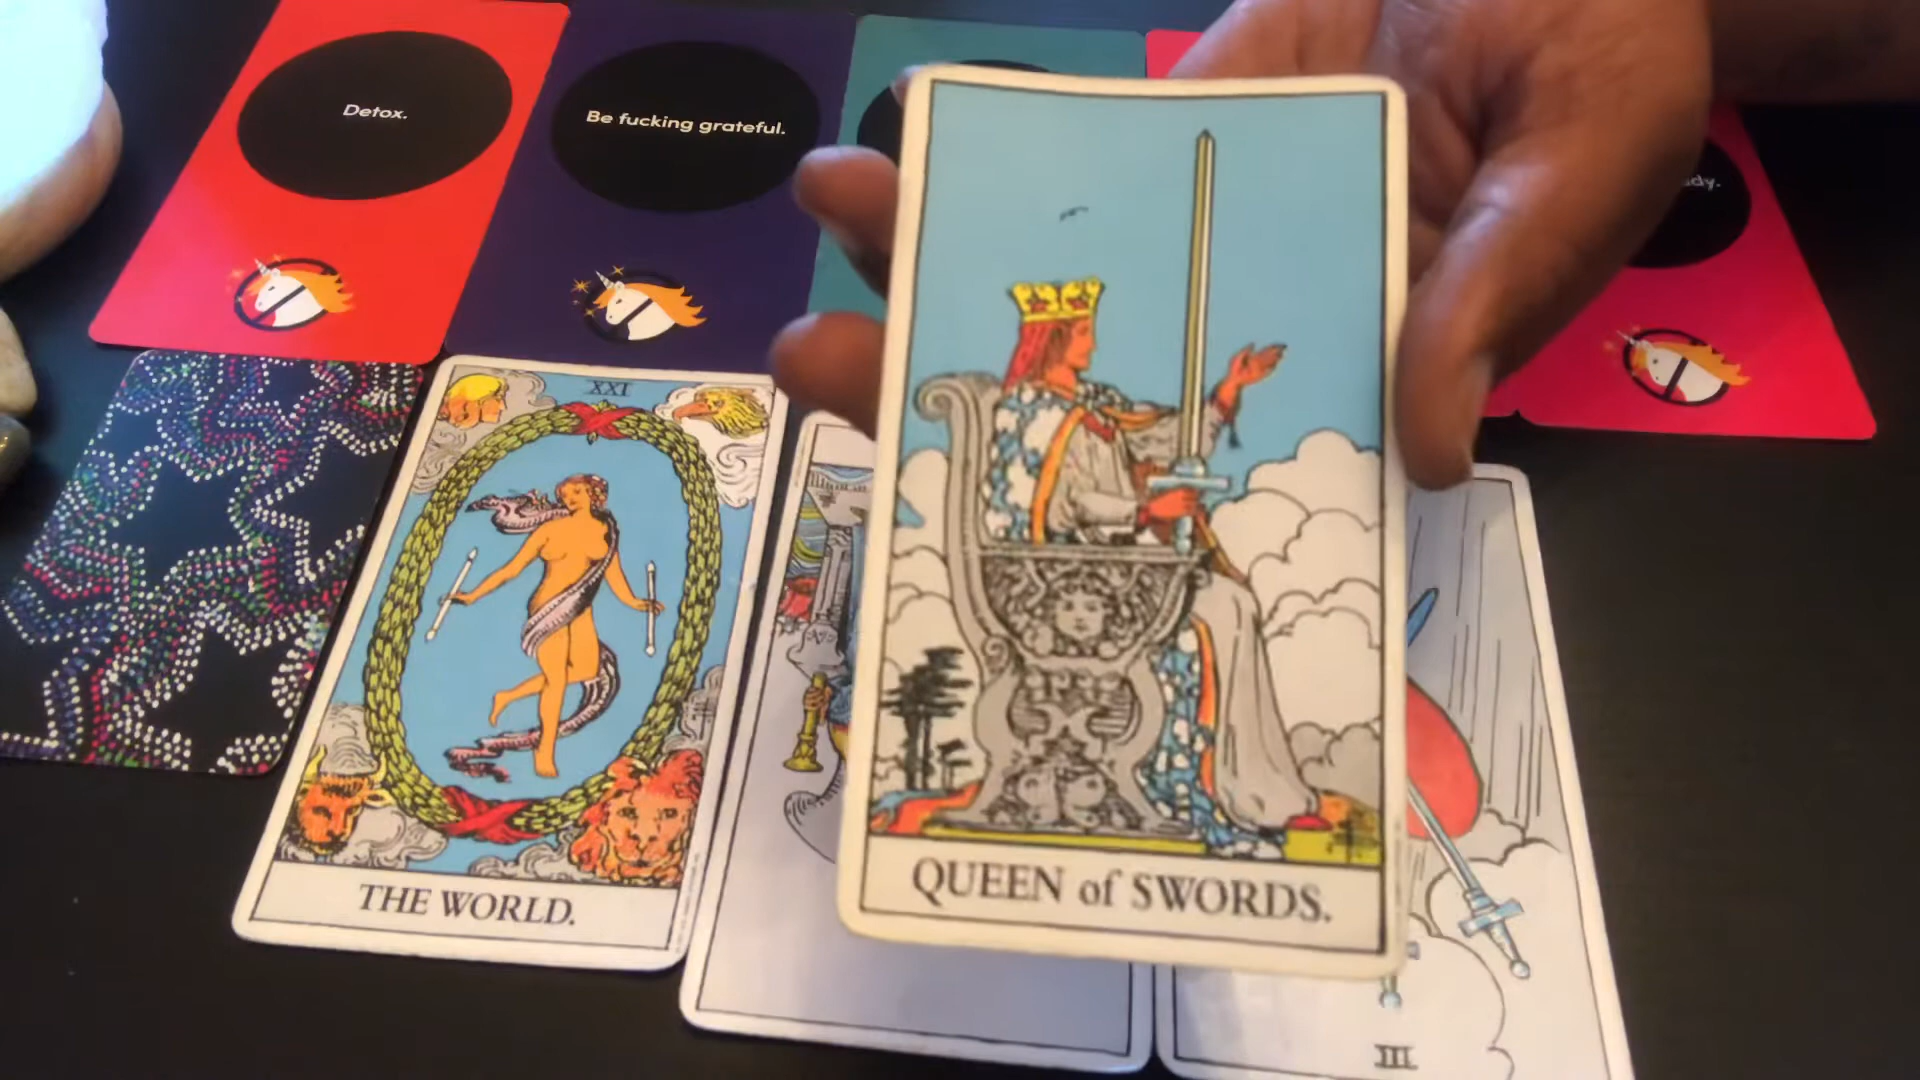 Detox.
Be fucking grateful.
XXI
THE WORLD.
QUEEN of SWORDS.
III